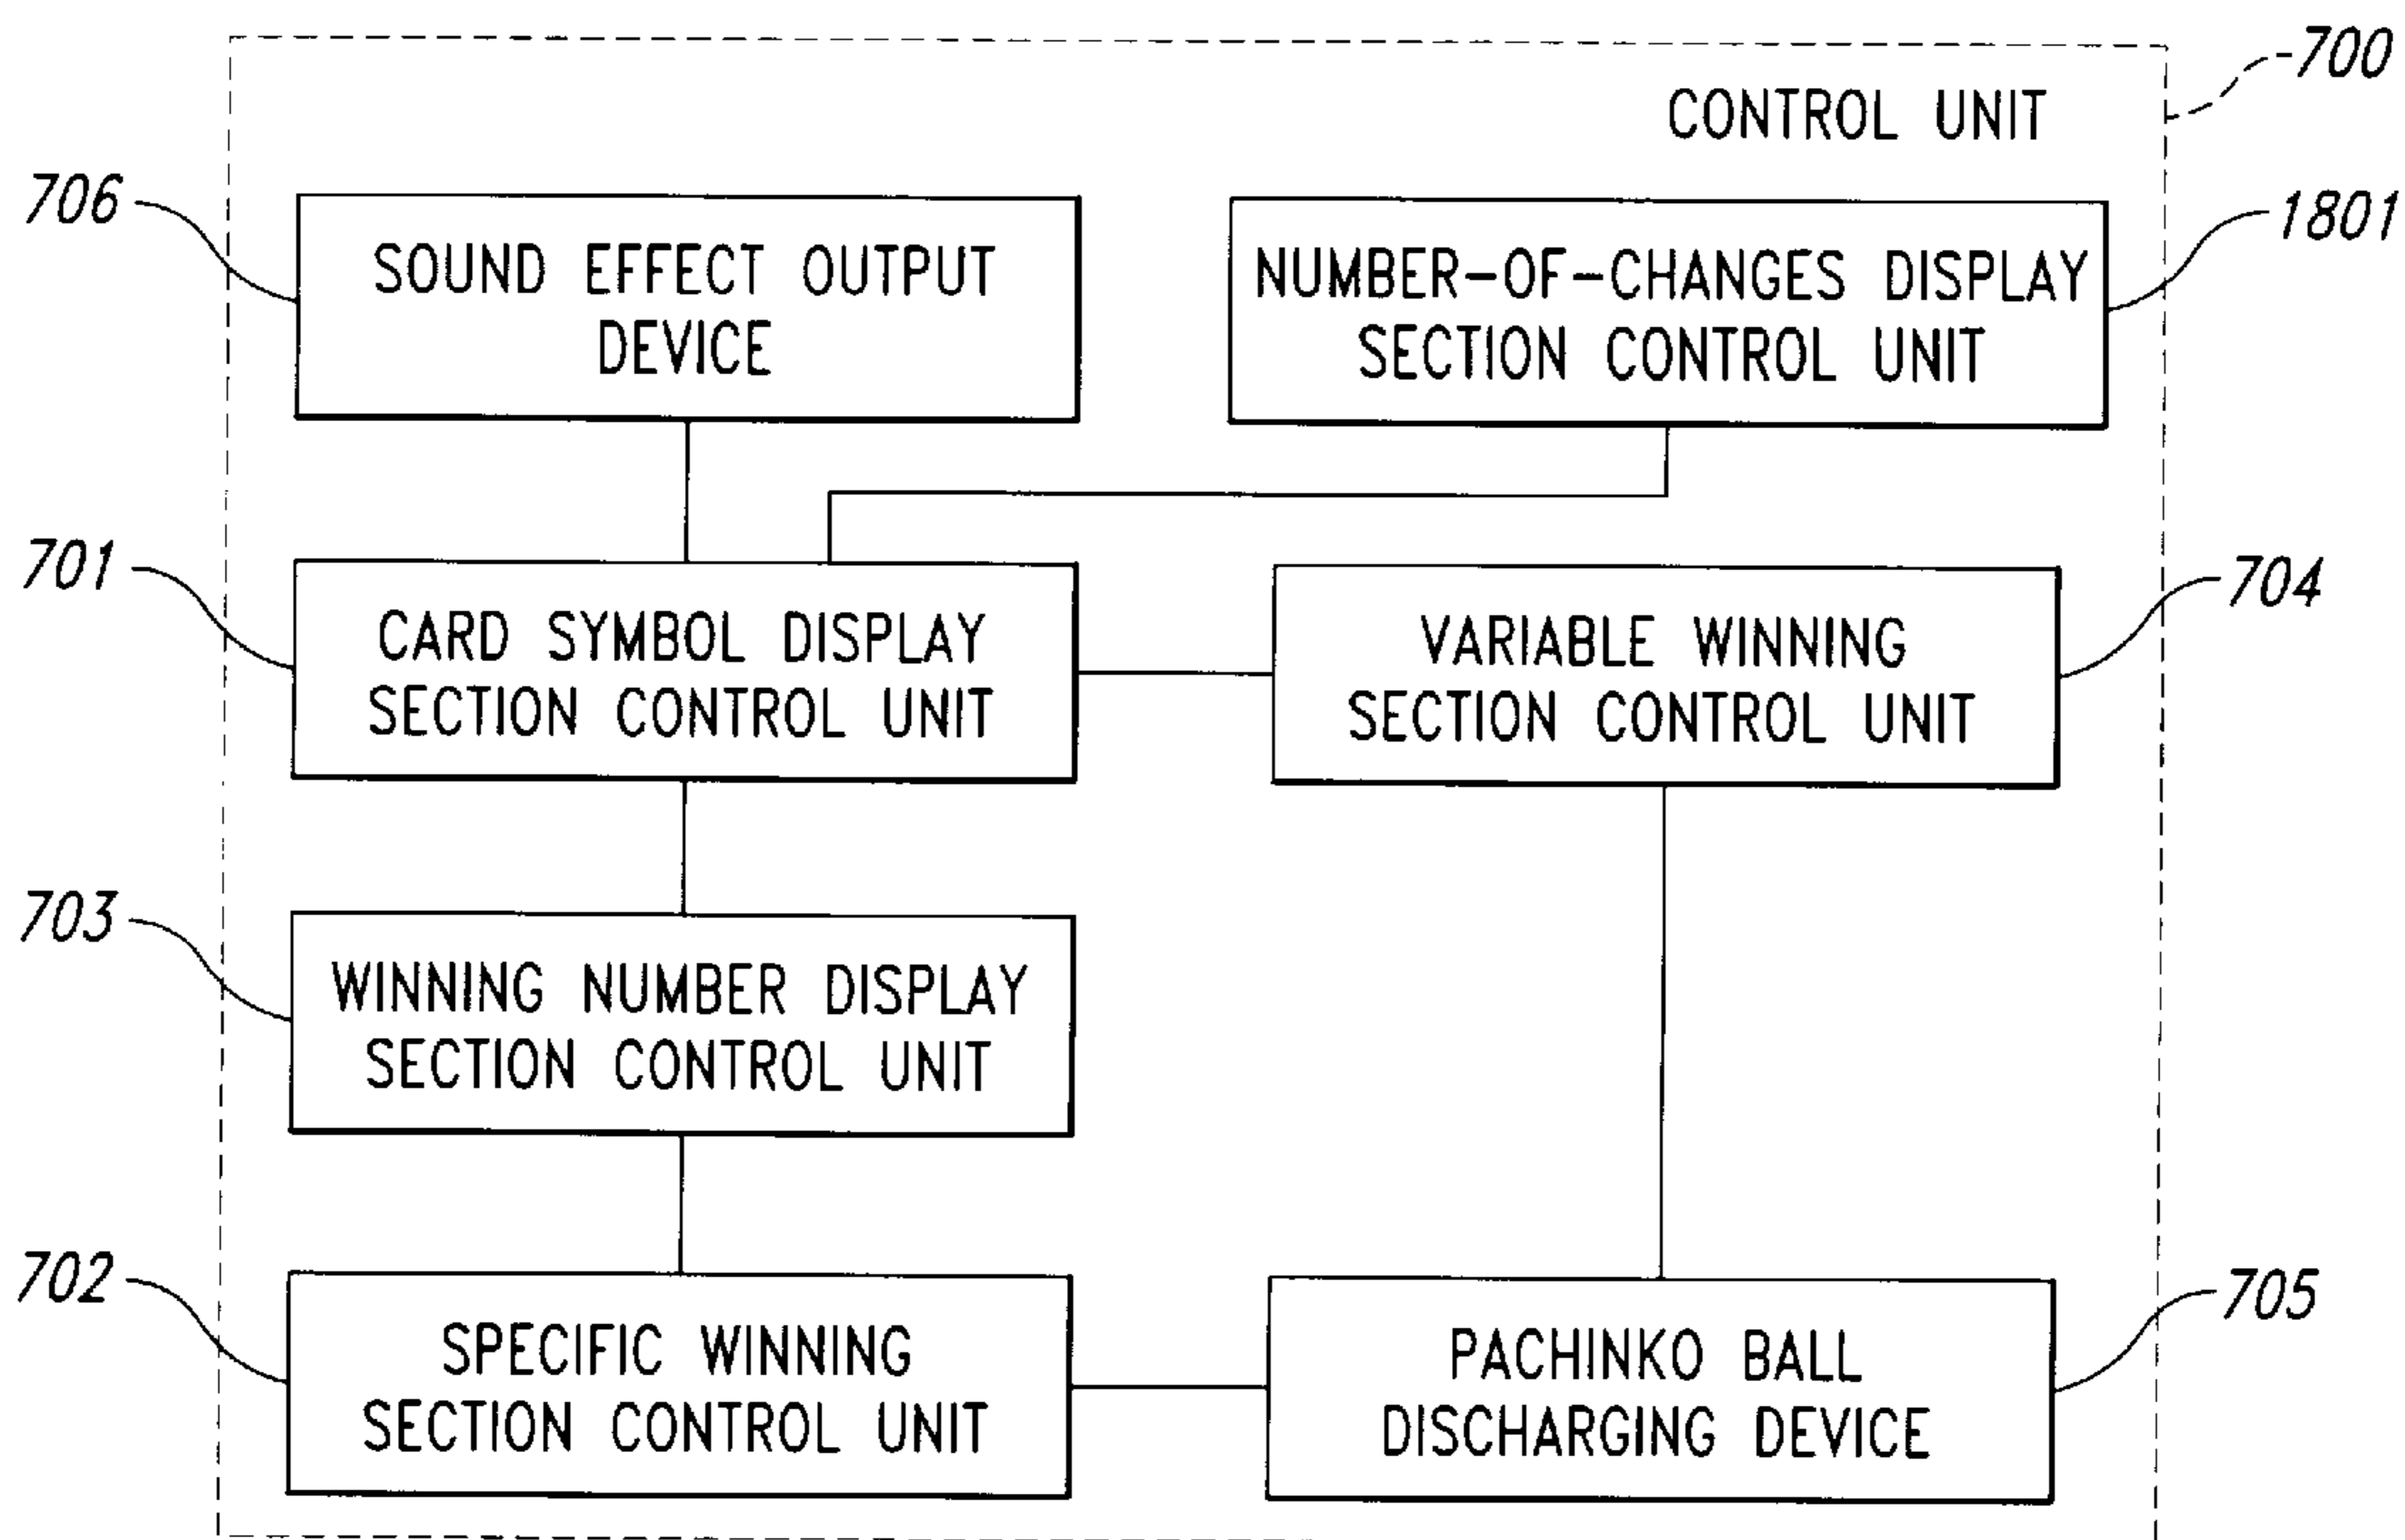 700
CONTROL UNIT
706
SOUND EFFECT OUTPUT
DEVICE
1801
NUMBER-OF-CHANGES DISPLAY
SECTION CONTROL UNIT
701
CARD SYMBOL DISPLAY
SECTION CONTROL UNIT
704
VARIABLE WINNING
SECTION CONTROL UNIT
703
WINNING NUMBER DISPLAY
SECTION CONTROL UNIT
702
SPECIFIC WINNING
SECTION CONTROL UNIT
705
PACHINKO BALL
DISCHARGING DEVICE